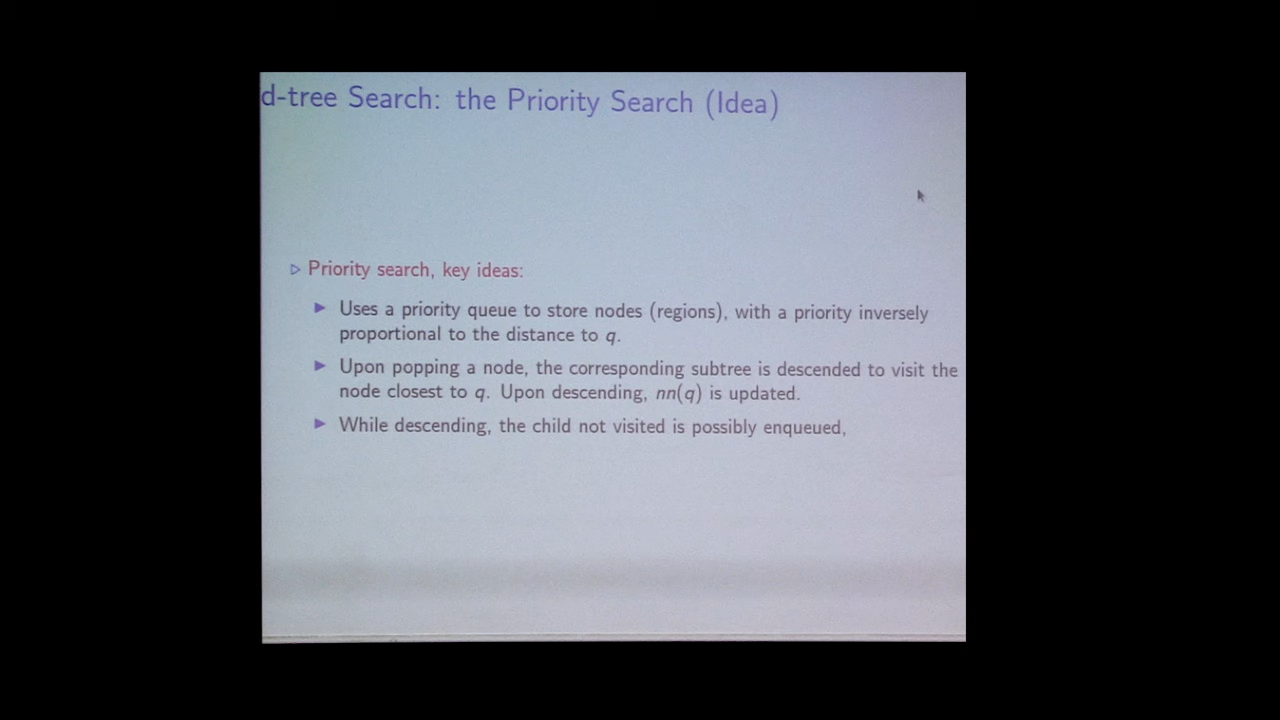 d-tree Search: the Priority Search (Idea)
▷ Priority search, key ideas:
▶ Uses a priority queue to store nodes (regions), with a priority inversely
proportional to the distance to q.
▶ Upon popping a node, the corresponding subtree is descended to visit the
node closest to q. Upon descending, nn(q) is updated.
▶ While descending, the child not visited is possibly enqueued,